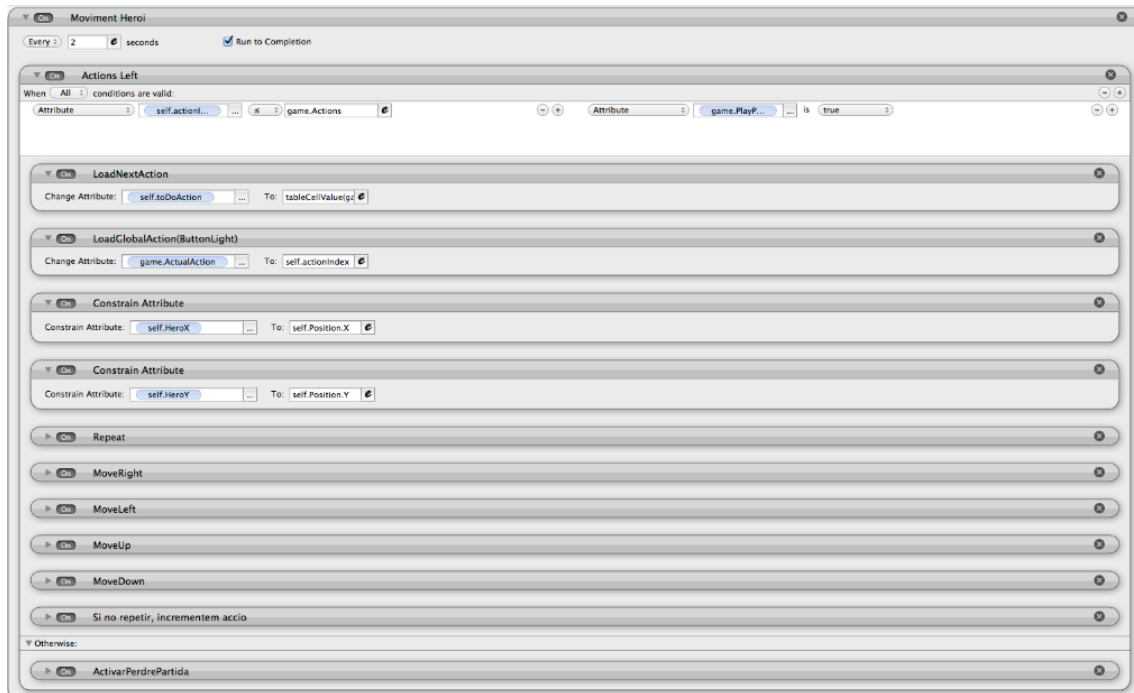 On Moviment Heroi
Every 2 e seconds Run to Completion
On Actions Left
When All conditions are valid:
Attribute self.actionI... ... ≤ game.Actions e Attribute game.PlayP... ... is true
On LoadNextAction
Change Attribute: self.toDoAction ... To: tableCellValue(ga e
On LoadGlobalAction(ButtonLight)
Change Attribute: game.ActualAction ... To: self.actionIndex e
On Constrain Attribute
Constrain Attribute: self.HeroX ... To: self.Position.X e
On Constrain Attribute
Constrain Attribute: self.HeroY ... To: self.Position.Y e
On Repeat
On MoveRight
On MoveLeft
On MoveUp
On MoveDown
On Si no repetir, incrementem accio
Otherwise:
On ActivarPerdrePartida